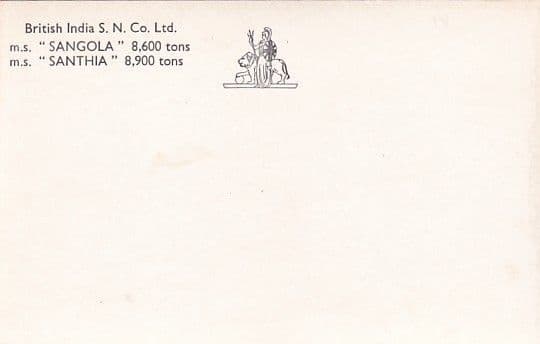 British India S. N. Co. Ltd.
m.s. “ SANGOLA ” 8,600 tons
m.s. “ SANTHIA ” 8,900 tons